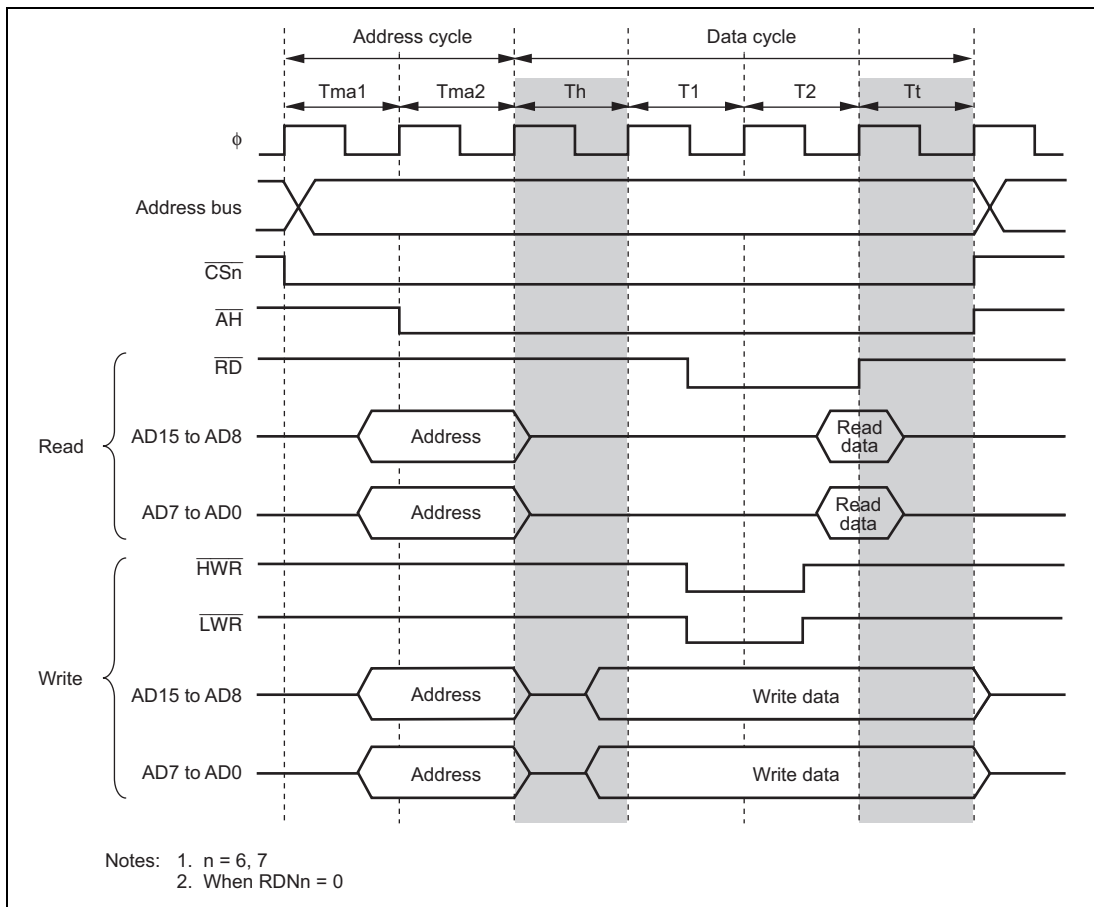 Address cycle Data cycle
Tma1 Tma2 Th T1 T2 Tt
ϕ
Address bus
CSn
AH
RD
Read
AD15 to AD8 Address Read data
AD7 to AD0 Address Read data
HWR
LWR
Write
AD15 to AD8 Address Write data
AD7 to AD0 Address Write data
Notes: 1. n = 6, 7
2. When RDNn = 0